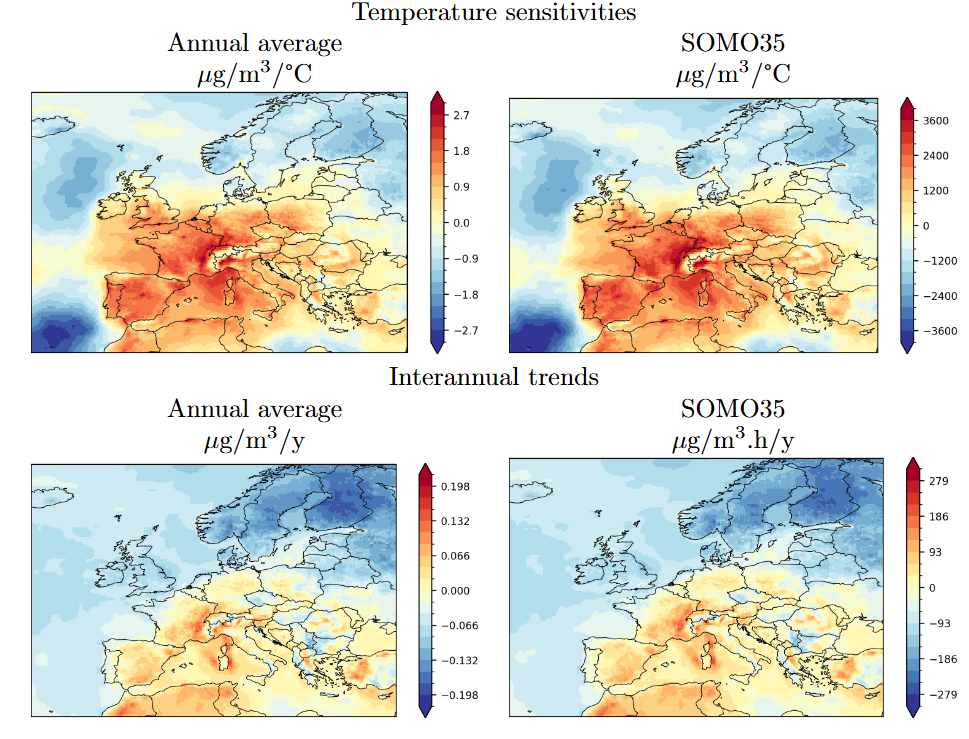 Temperature sensitivities
Annual average
μg/m³/°C
SOMO35
μg/m³/°C
2.7
1.8
0.9
0.0
−0.9
−1.8
−2.7
3600
2400
1200
0
−1200
−2400
−3600
Interannual trends
Annual average
μg/m³/y
SOMO35
μg/m³.h/y
0.198
0.132
0.066
0.000
−0.066
−0.132
−0.198
279
186
93
0
−93
−186
−279